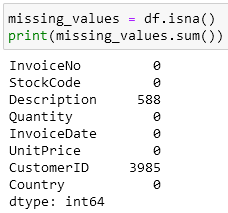 missing_values = df.isna()
print(missing_values.sum())
InvoiceNo 0
StockCode 0
Description 588
Quantity 0
InvoiceDate 0
UnitPrice 0
CustomerID 3985
Country 0
dtype: int64